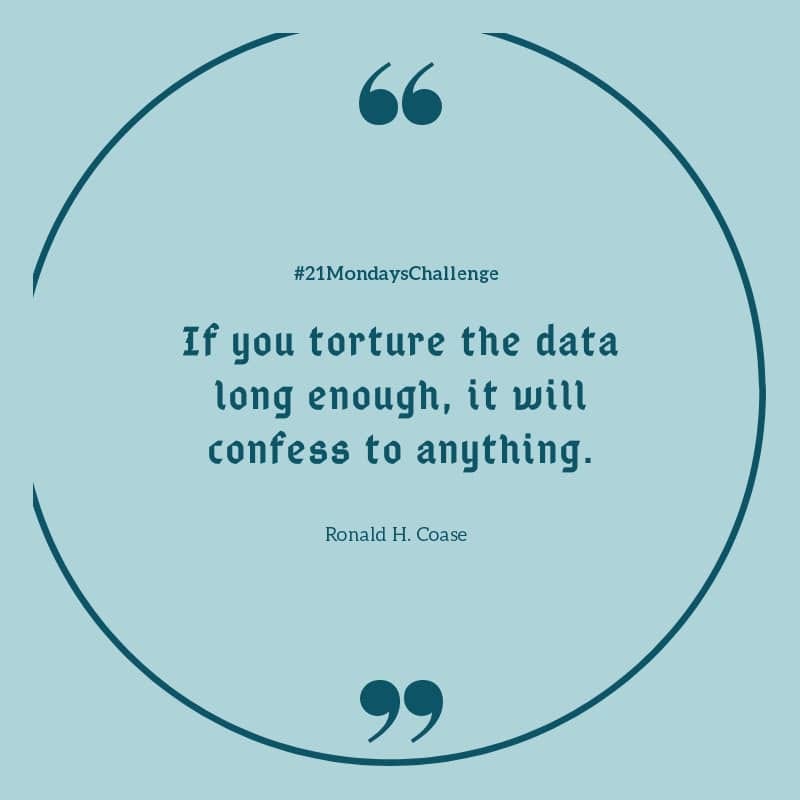 “
#21MondaysChallenge
If you torture the data
long enough, it will
confess to anything.
Ronald H. Coase
”